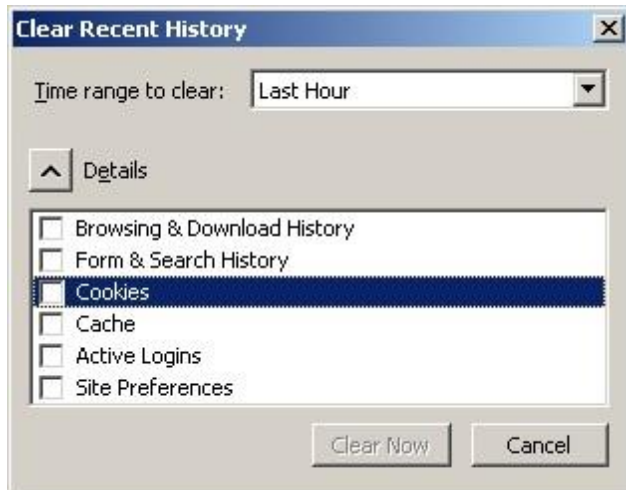 Clear Recent History
Time range to clear: Last Hour
Details
Browsing & Download History
Form & Search History
Cookies
Cache
Active Logins
Site Preferences
Clear Now Cancel